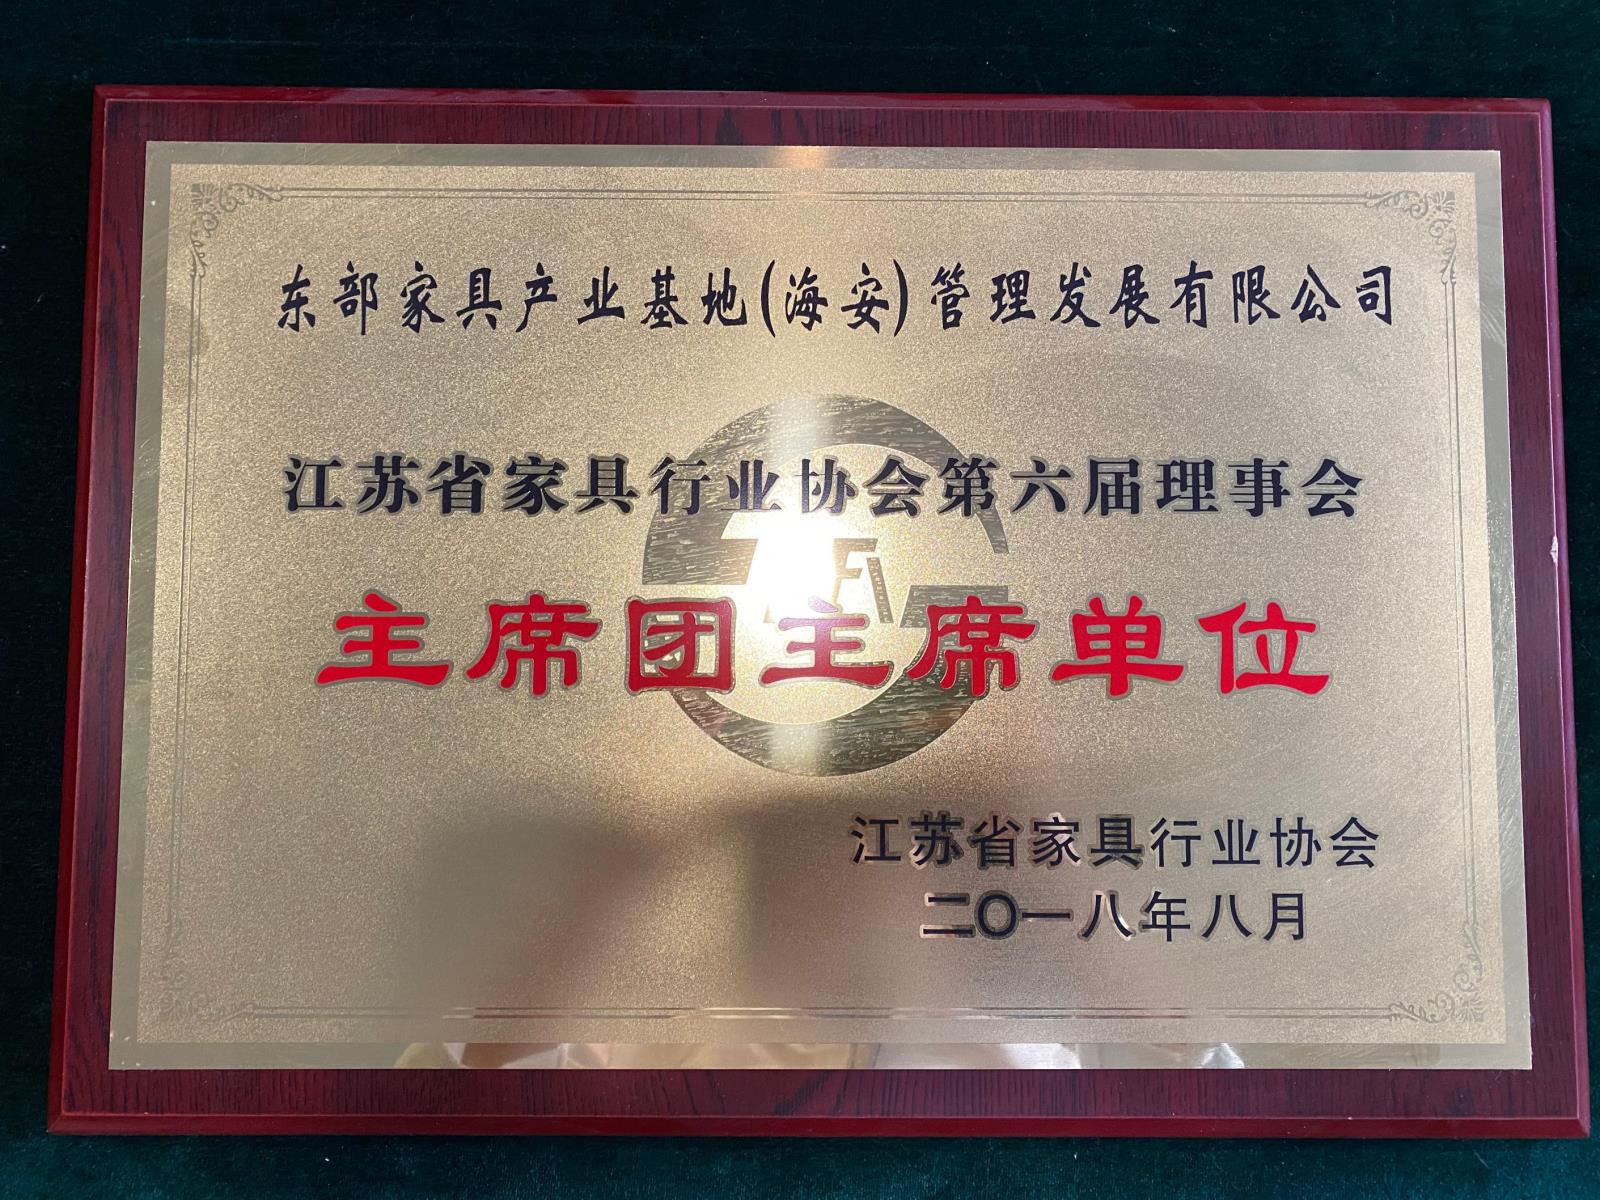 东部家具产业基地(海安)管理发展有限公司
江苏省家具行业协会第六届理事会
主席团主席单位
江苏省家具行业协会
二〇一八年八月